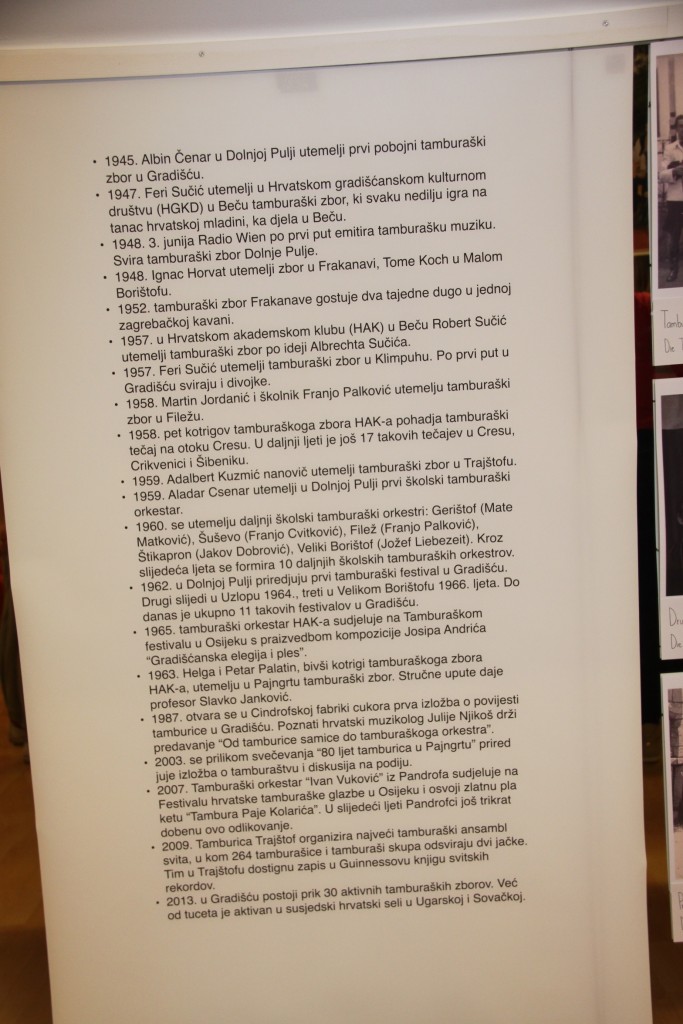 • 1945. Albin Čenar u Dolnjoj Pulji utemelji prvi pobojni tamburaški
zbor u Gradišću.
• 1947. Feri Sučić utemelji u Hrvatskom gradišćanskom kulturnom
društvu (HGKD) u Beču tamburaški zbor, ki svaku nedilju igra na
tanac hrvatskoj mladini, ka djela u Beču.
• 1948. 3. junija Radio Wien po prvi put emitira tamburašku muziku.
Svira tamburaški zbor Dolnje Pulje.
• 1948. Ignac Horvat utemelji zbor u Frakanavi, Tome Koch u Malom
Borištofu.
• 1952. tamburaški zbor Frakanave gostuje dva tajedne dugo u jednoj
zagrebačkoj kavani.
• 1957. u Hrvatskom akademskom klubu (HAK) u Beču Robert Sučić
utemelji tamburaški zbor po ideji Albrechta Sučića.
• 1957. Feri Sučić utemelji tamburaški zbor u Klimpuhu. Po prvi put u
Gradišću sviraju i divojke.
• 1958. Martin Jordanić i školnik Franjo Palković utemelju tamburaški
zbor u Filežu.
• 1958. pet kotrigov tamburaškoga zbora HAK-a pohadja tamburaški
tečaj na otoku Cresu. U daljnji ljeti je još 17 takovih tečajev u Cresu,
Crikvenici i Šibeniku.
• 1959. Adalbert Kuzmić nanovič utemelji tamburaški zbor u Trajštofu.
• 1959. Aladar Csenar utemelji u Dolnjoj Pulji prvi školski tamburaški
orkestar.
• 1960. se utemelju daljnji školski tamburaški orkestri: Gerištof (Mate
Matković), Šuševo (Franjo Cvitković), Filež (Franjo Palković),
Štikapron (Jakov Dobrović), Veliki Borištof (Jožef Liebezeit). Kroz
slijedeća ljeta se formira 10 daljnjih školskih tamburaških orkestrov.
• 1962. u Dolnjoj Pulji priredjuju prvi tamburaški festival u Gradišću.
Drugi slijedi u Uzlopu 1964., treti u Velikom Borištofu 1966. ljeta. Do
danas je ukupno 11 takovih festivalov u Gradišću.
• 1965. tamburaški orkestar HAK-a sudjeluje na Tamburaškom
festivalu u Osijeku s praizvedbom kompozicije Josipa Andrića
“Gradišćanska elegija i ples”.
• 1963. Helga i Petar Palatin, bivši kotrigi tamburaškoga zbora
HAK-a, utemelju u Pajngrtu tamburaški zbor. Stručne upute daje
profesor Slavko Janković.
• 1987. otvara se u Cindrofskoj fabriki cukora prva izložba o povijesti
tamburice u Gradišću. Poznati hrvatski muzikolog Julije Njikoš drži
predavanje “Od tamburice samice do tamburaškoga orkestra”.
• 2003. se prilikom svečevanja “80 ljet tamburica u Pajngrtu” prired
juje izložba o tamburaštvu i diskusija na podiju.
• 2007. Tamburaški orkestar “Ivan Vuković” iz Pandrofa sudjeluje na
Festivalu hrvatske tamburaške glazbe u Osijeku i osvoji zlatnu pla
ketu “Tambura Paje Kolarića”. U slijedeći ljeti Pandrofci još trikrat
dobenu ovo odlikovanje.
• 2009. Tamburica Trajštof organizira najveći tamburaški ansambl
svita, u kom 264 tamburašice i tamburaši skupa odsviraju dvi jačke.
Tim u Trajštofu dostignu zapis u Guinnessovu knjigu svitskih
rekordov.
• 2013. u Gradišću postoji prik 30 aktivnih tamburaških zborov. Već
od tuceta je aktivan u susjedski hrvatski seli u Ugarskoj i Sovačkoj.